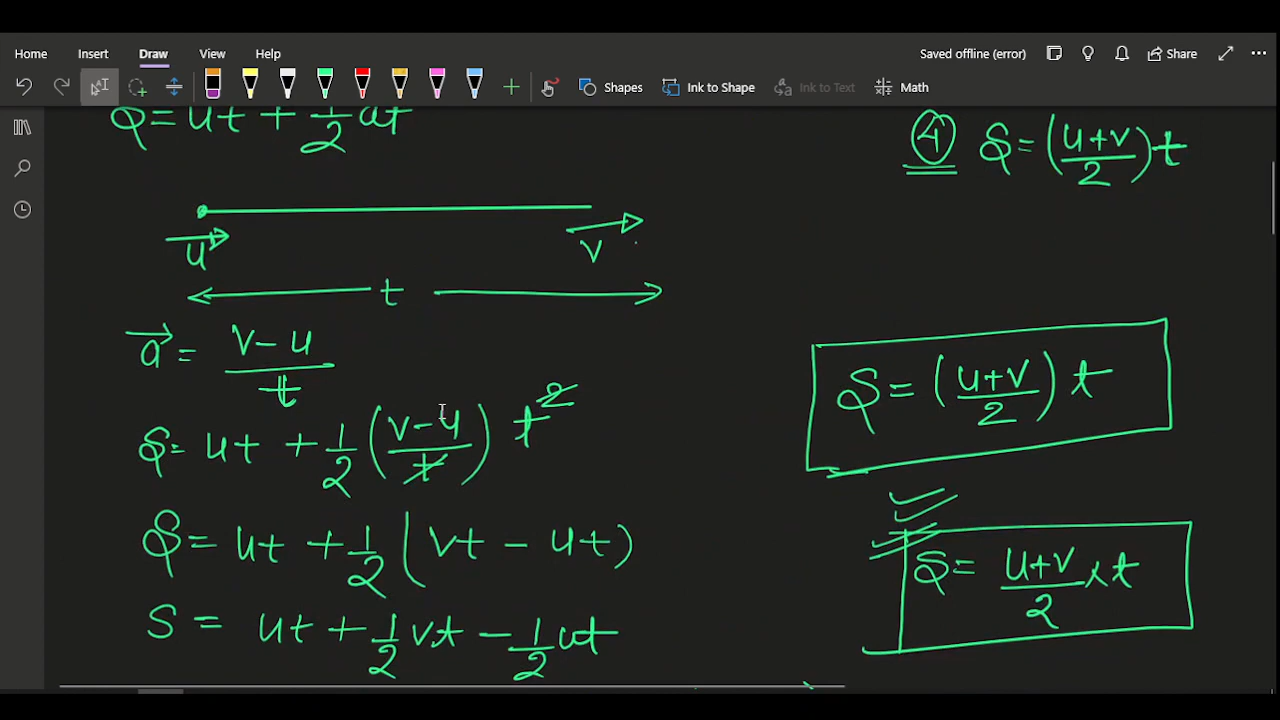 Home Insert Draw View Help Saved offline (error) Share
Shapes Ink to Shape Ink to Text Math
S = ut + 1/2 at
④ S = (u+v/2)t
u v
t
a⃗ = v-u/t
S = ut + 1/2 (v-u/t) t²
S = ut + 1/2 (vt - ut)
S = ut + 1/2 vt - 1/2 ut
S = (u+v/2) t
S = u+v/2 × t